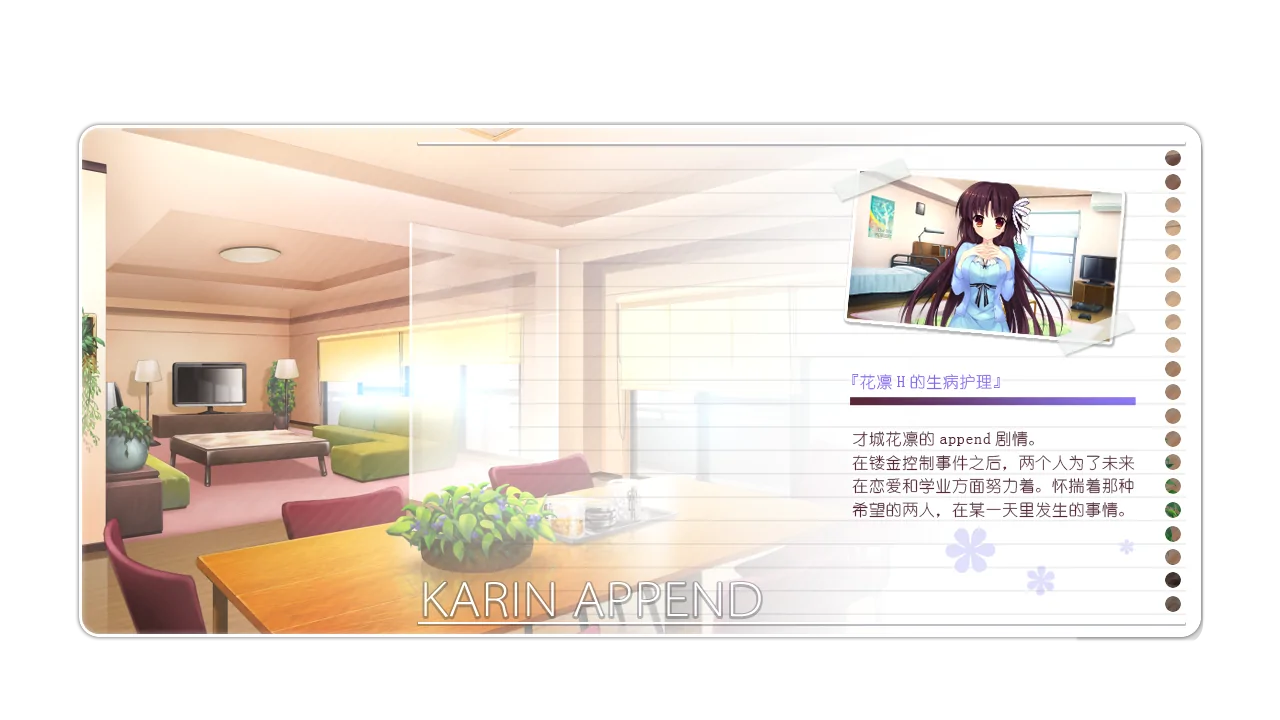 『花凛 H 的生病护理』
才城花凛的 append 剧情。
在镂金控制事件之后，两个人为了未来
在恋爱和学业方面努力着。怀揣着那种
希望的两人，在某一天里发生的事情。
KARIN APPEND